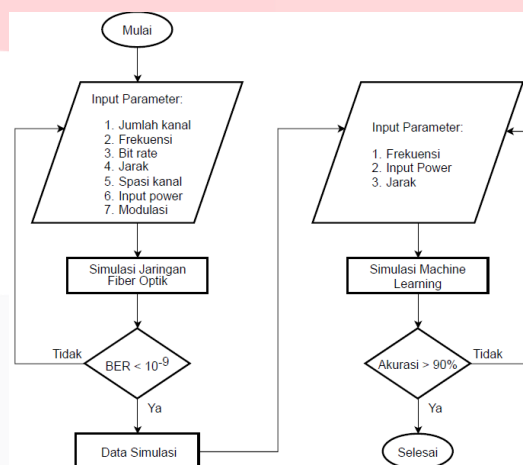 Mulai
Input Parameter:
1. Jumlah kanal
2. Frekuensi
3. Bit rate
4. Jarak
5. Spasi kanal
6. Input power
7. Modulasi
Simulasi Jaringan
Fiber Optik
Tidak
BER < 10⁻⁹
Ya
Data Simulasi
Input Parameter:
1. Frekuensi
2. Input Power
3. Jarak
Simulasi Machine
Learning
Akurasi > 90%
Tidak
Ya
Selesai